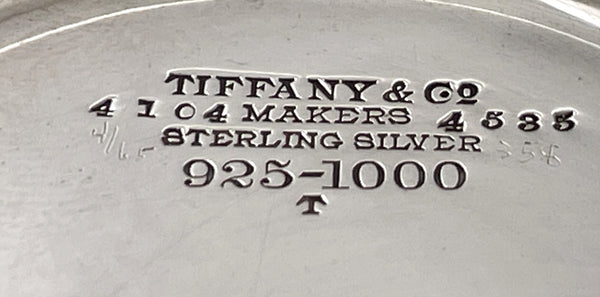 TIFFANY & Co
4104 MAKERS 4535
STERLING SILVER
925-1000
T